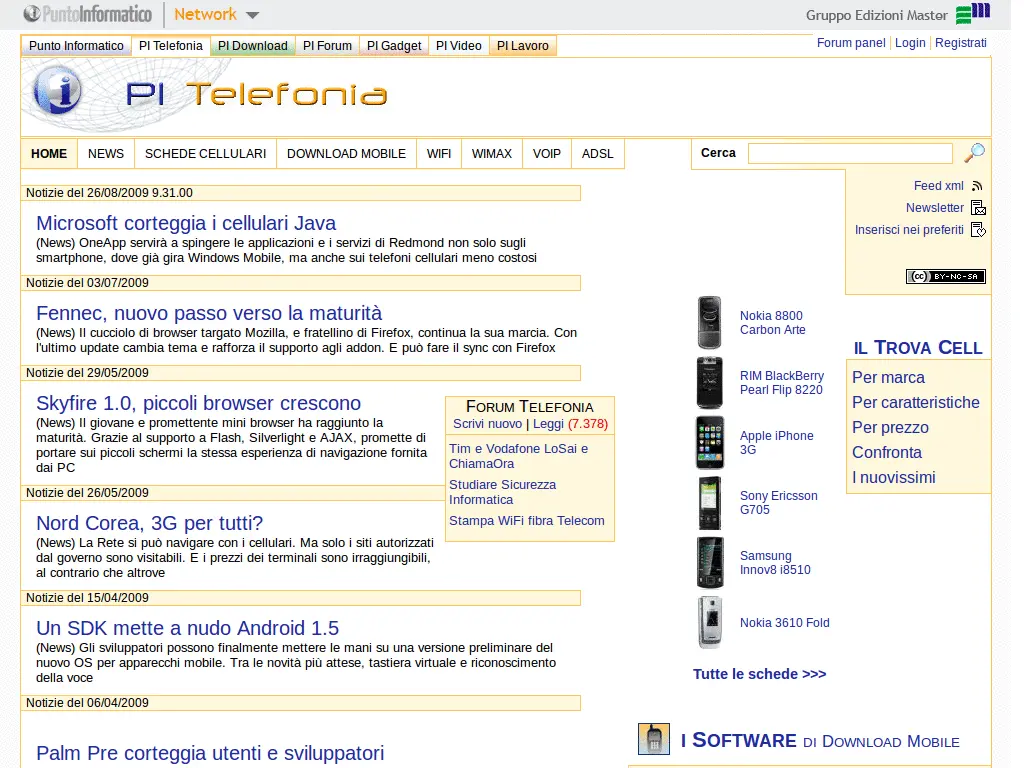 PuntoInformatico
Network
Gruppo Edizioni Master
Punto Informatico
PI Telefonia
PI Download
PI Forum
PI Gadget
PI Video
PI Lavoro
Forum panel
Login
Registrati
PI Telefonia
HOME
NEWS
SCHEDE CELLULARI
DOWNLOAD MOBILE
WIFI
WIMAX
VOIP
ADSL
Cerca
Feed xml
Newsletter
Inserisci nei preferiti
cc BY-NC-SA
Notizie del 26/08/2009 9.31.00
Microsoft corteggia i cellulari Java
(News) OneApp servirà a spingere le applicazioni e i servizi di Redmond non solo sugli
smartphone, dove già gira Windows Mobile, ma anche sui telefoni cellulari meno costosi
Notizie del 03/07/2009
Fennec, nuovo passo verso la maturità
(News) Il cucciolo di browser targato Mozilla, e fratellino di Firefox, continua la sua marcia. Con
l'ultimo update cambia tema e rafforza il supporto agli addon. E può fare il sync con Firefox
Notizie del 29/05/2009
Skyfire 1.0, piccoli browser crescono
(News) Il giovane e promettente mini browser ha raggiunto la
maturità. Grazie al supporto a Flash, Silverlight e AJAX, promette di
portare sui piccoli schermi la stessa esperienza di navigazione fornita
dai PC
Notizie del 26/05/2009
Nord Corea, 3G per tutti?
(News) La Rete si può navigare con i cellulari. Ma solo i siti autorizzati
dal governo sono visitabili. E i prezzi dei terminali sono irraggiungibili,
al contrario che altrove
Notizie del 15/04/2009
Un SDK mette a nudo Android 1.5
(News) Gli sviluppatori possono finalmente mettere le mani su una versione preliminare del
nuovo OS per apparecchi mobile. Tra le novità più attese, tastiera virtuale e riconoscimento
della voce
Notizie del 06/04/2009
Palm Pre corteggia utenti e sviluppatori
FORUM TELEFONIA
Scrivi nuovo | Leggi (7.378)
Tim e Vodafone LoSai e
ChiamaOra
Studiare Sicurezza
Informatica
Stampa WiFi fibra Telecom
Nokia 8800
Carbon Arte
RIM BlackBerry
Pearl Flip 8220
Apple iPhone
3G
Sony Ericsson
G705
Samsung
Innov8 i8510
Nokia 3610 Fold
Tutte le schede >>>
IL TROVA CELL
Per marca
Per caratteristiche
Per prezzo
Confronta
I nuovissimi
I SOFTWARE DI DOWNLOAD MOBILE